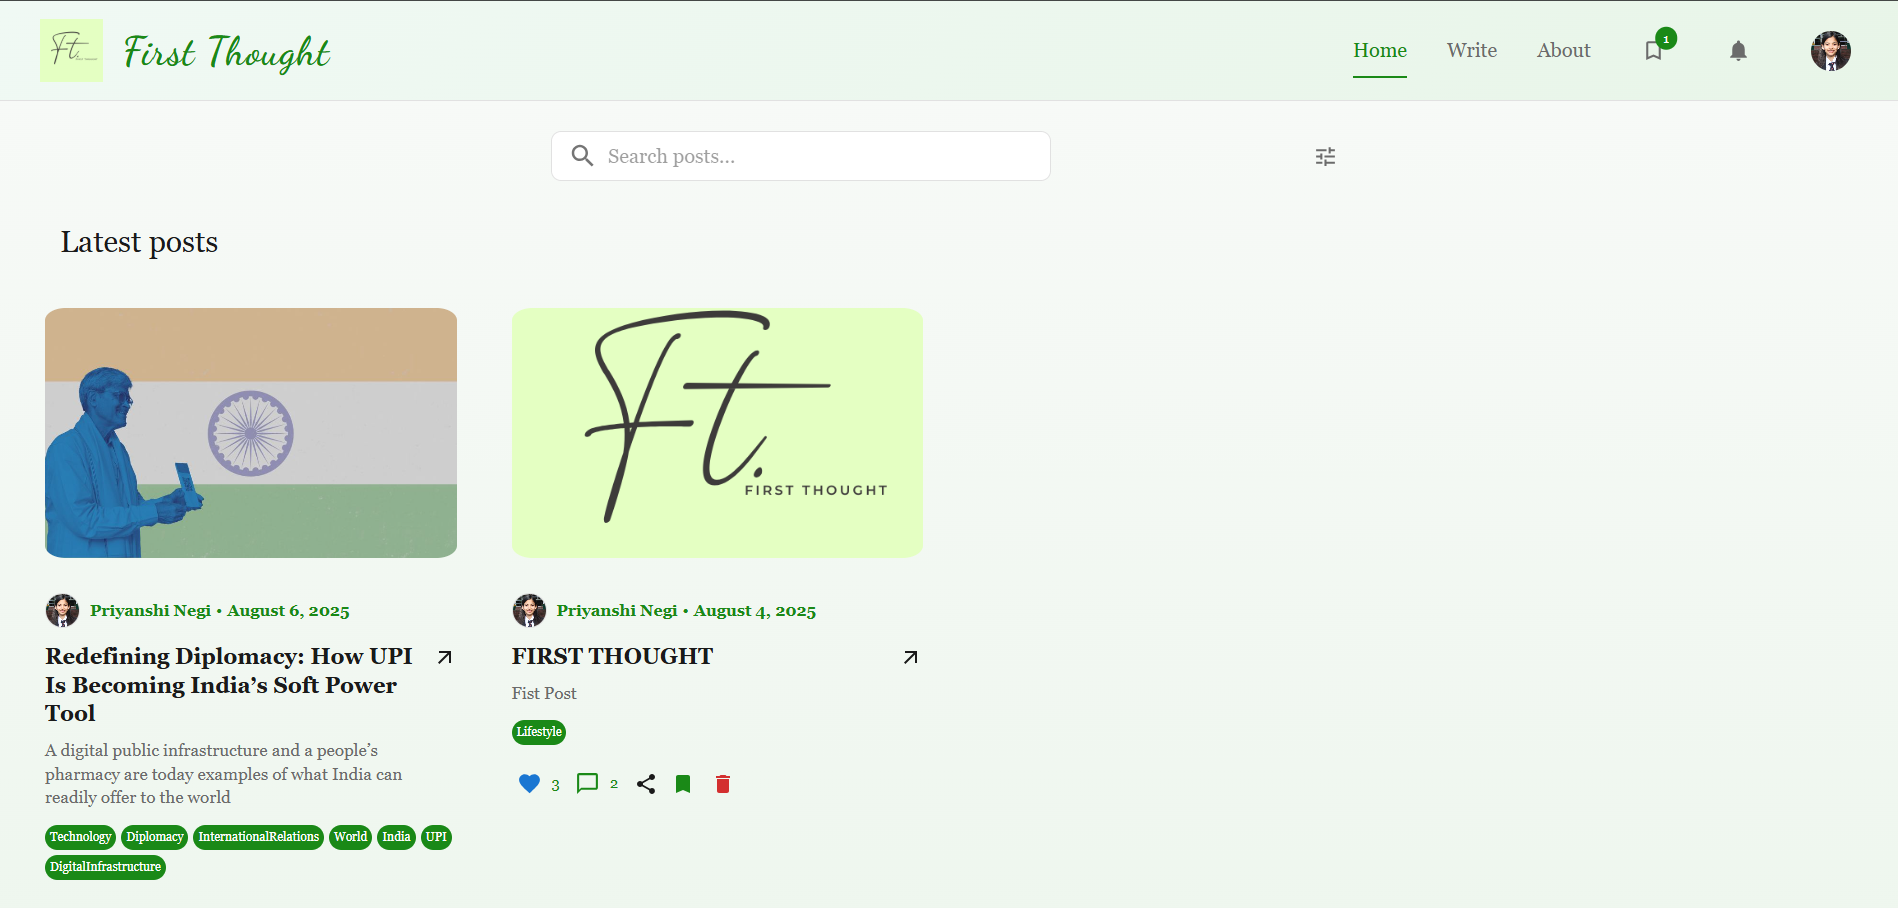 Ft.
First Thought
Home
Write
About
1
Search posts...
Latest posts
Ft.
FIRST THOUGHT
Priyanshi Negi • August 6, 2025
Redefining Diplomacy: How UPI
Is Becoming India’s Soft Power
Tool
A digital public infrastructure and a people’s
pharmacy are today examples of what India can
readily offer to the world
Technology Diplomacy InternationalRelations World India UPI
DigitalInfrastructure
Priyanshi Negi • August 4, 2025
FIRST THOUGHT
Fist Post
Lifestyle
3
2